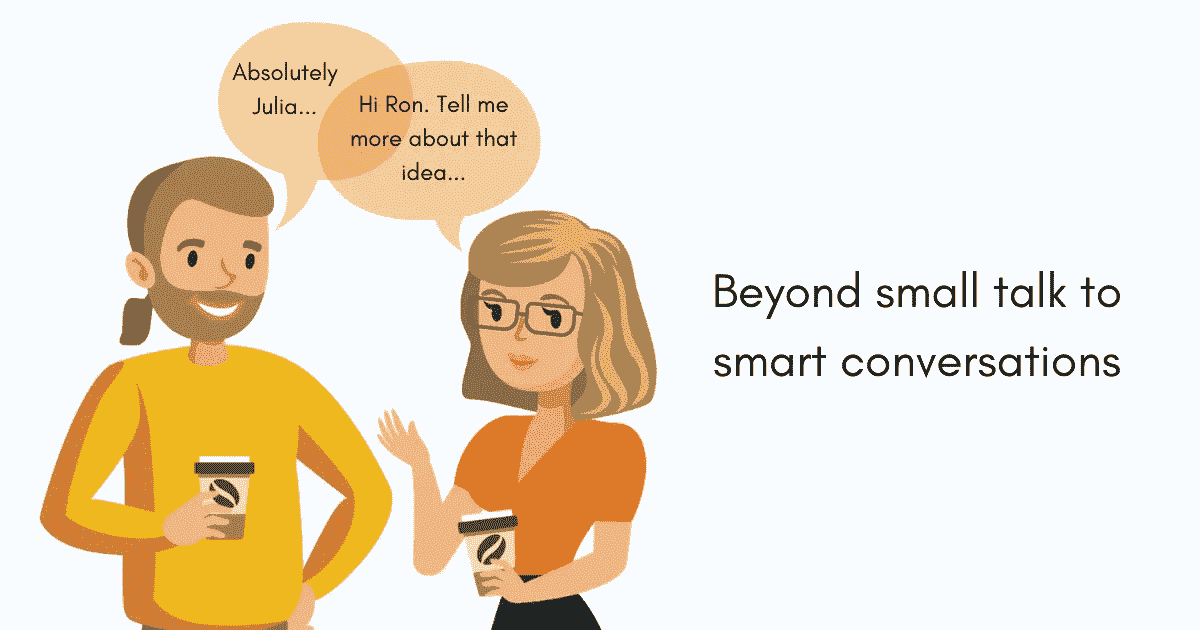 Absolutely
Julia...
Hi Ron. Tell me
more about that
idea...
Beyond small talk to
smart conversations